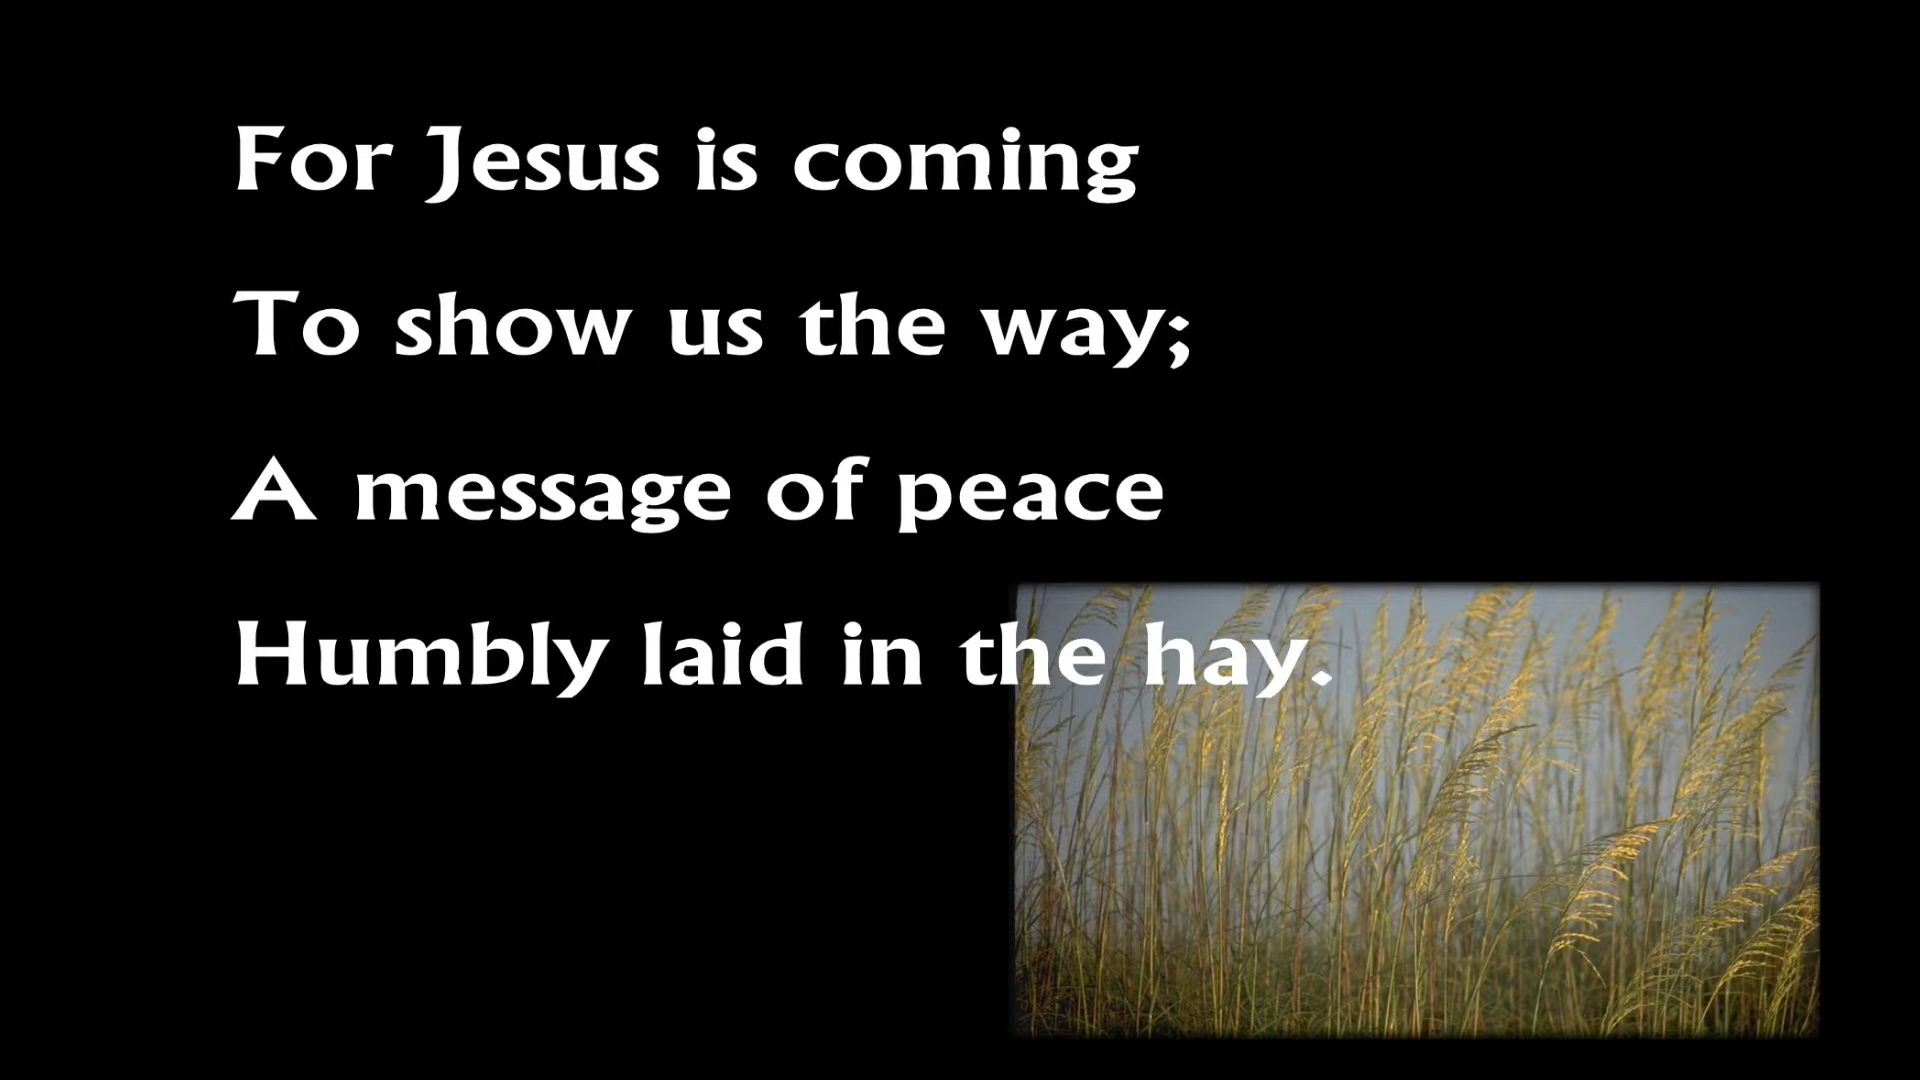 For Jesus is coming
To show us the way;
A message of peace
Humbly laid in the hay.